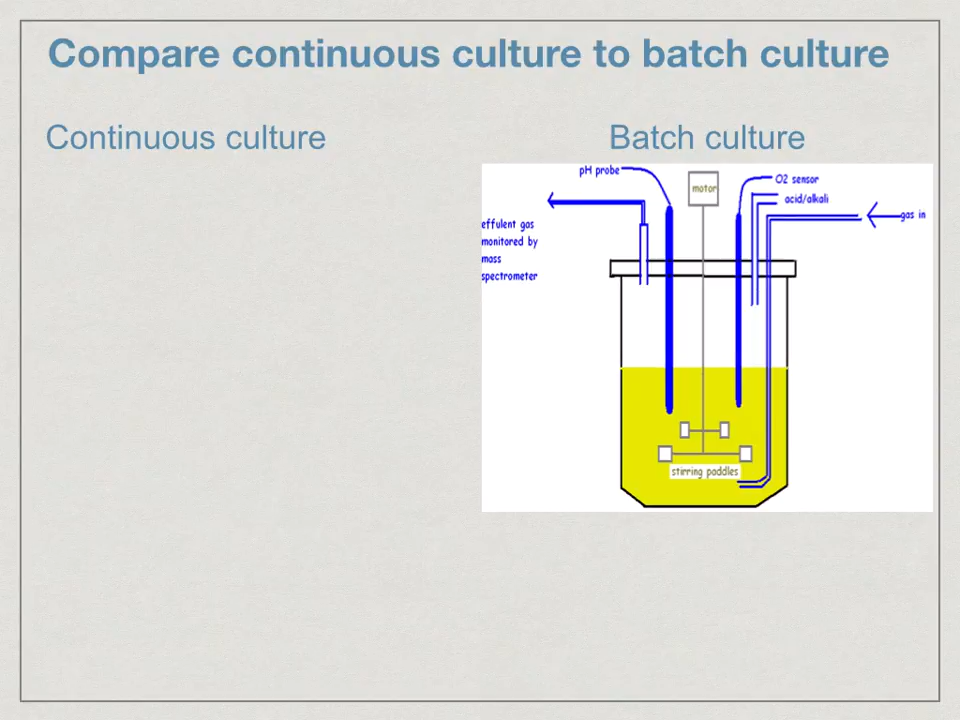 Compare continuous culture to batch culture
Continuous culture
Batch culture
pH probe
motor
O2 sensor
acid/alkali
gas in
effulent gas
monitored by
mass
spectrometer
stirring paddles